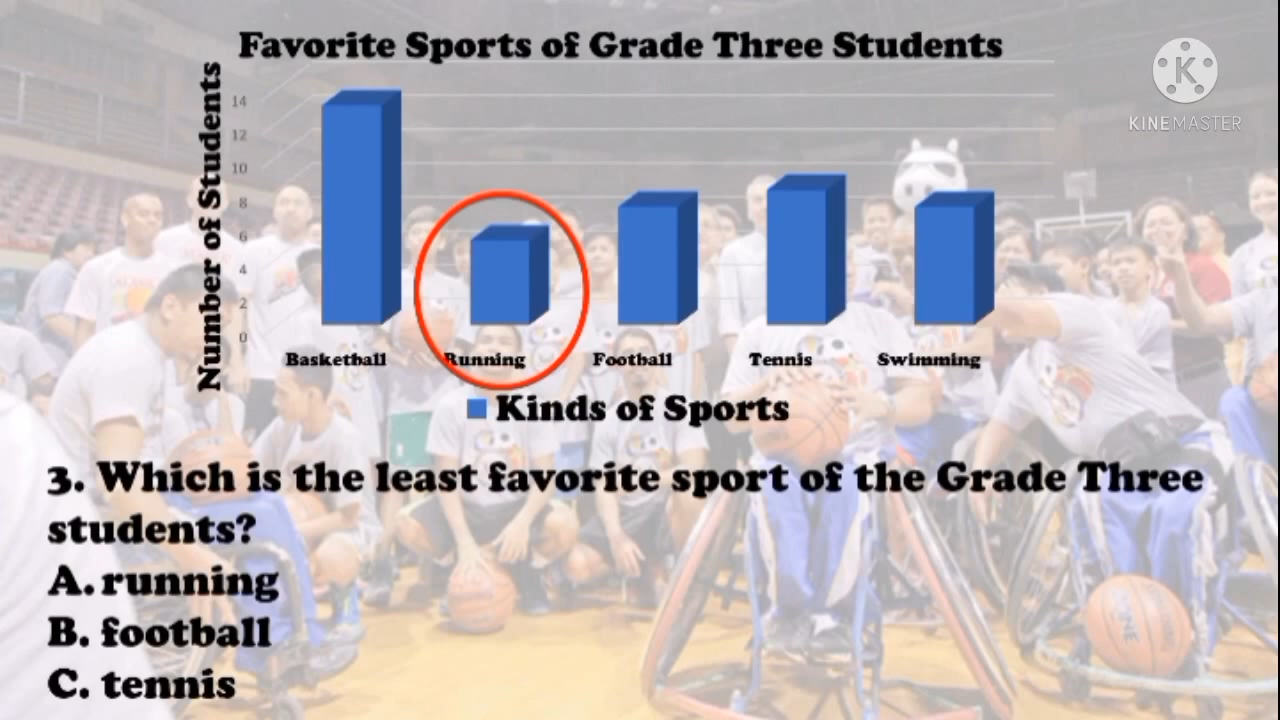 Favorite Sports of Grade Three Students
Number of Students
14
12
10
8
6
4
2
0
Basketball Running Football Tennis Swimming
Kinds of Sports
K
KINEMASTER
3. Which is the least favorite sport of the Grade Three
students?
A. running
B. football
C. tennis